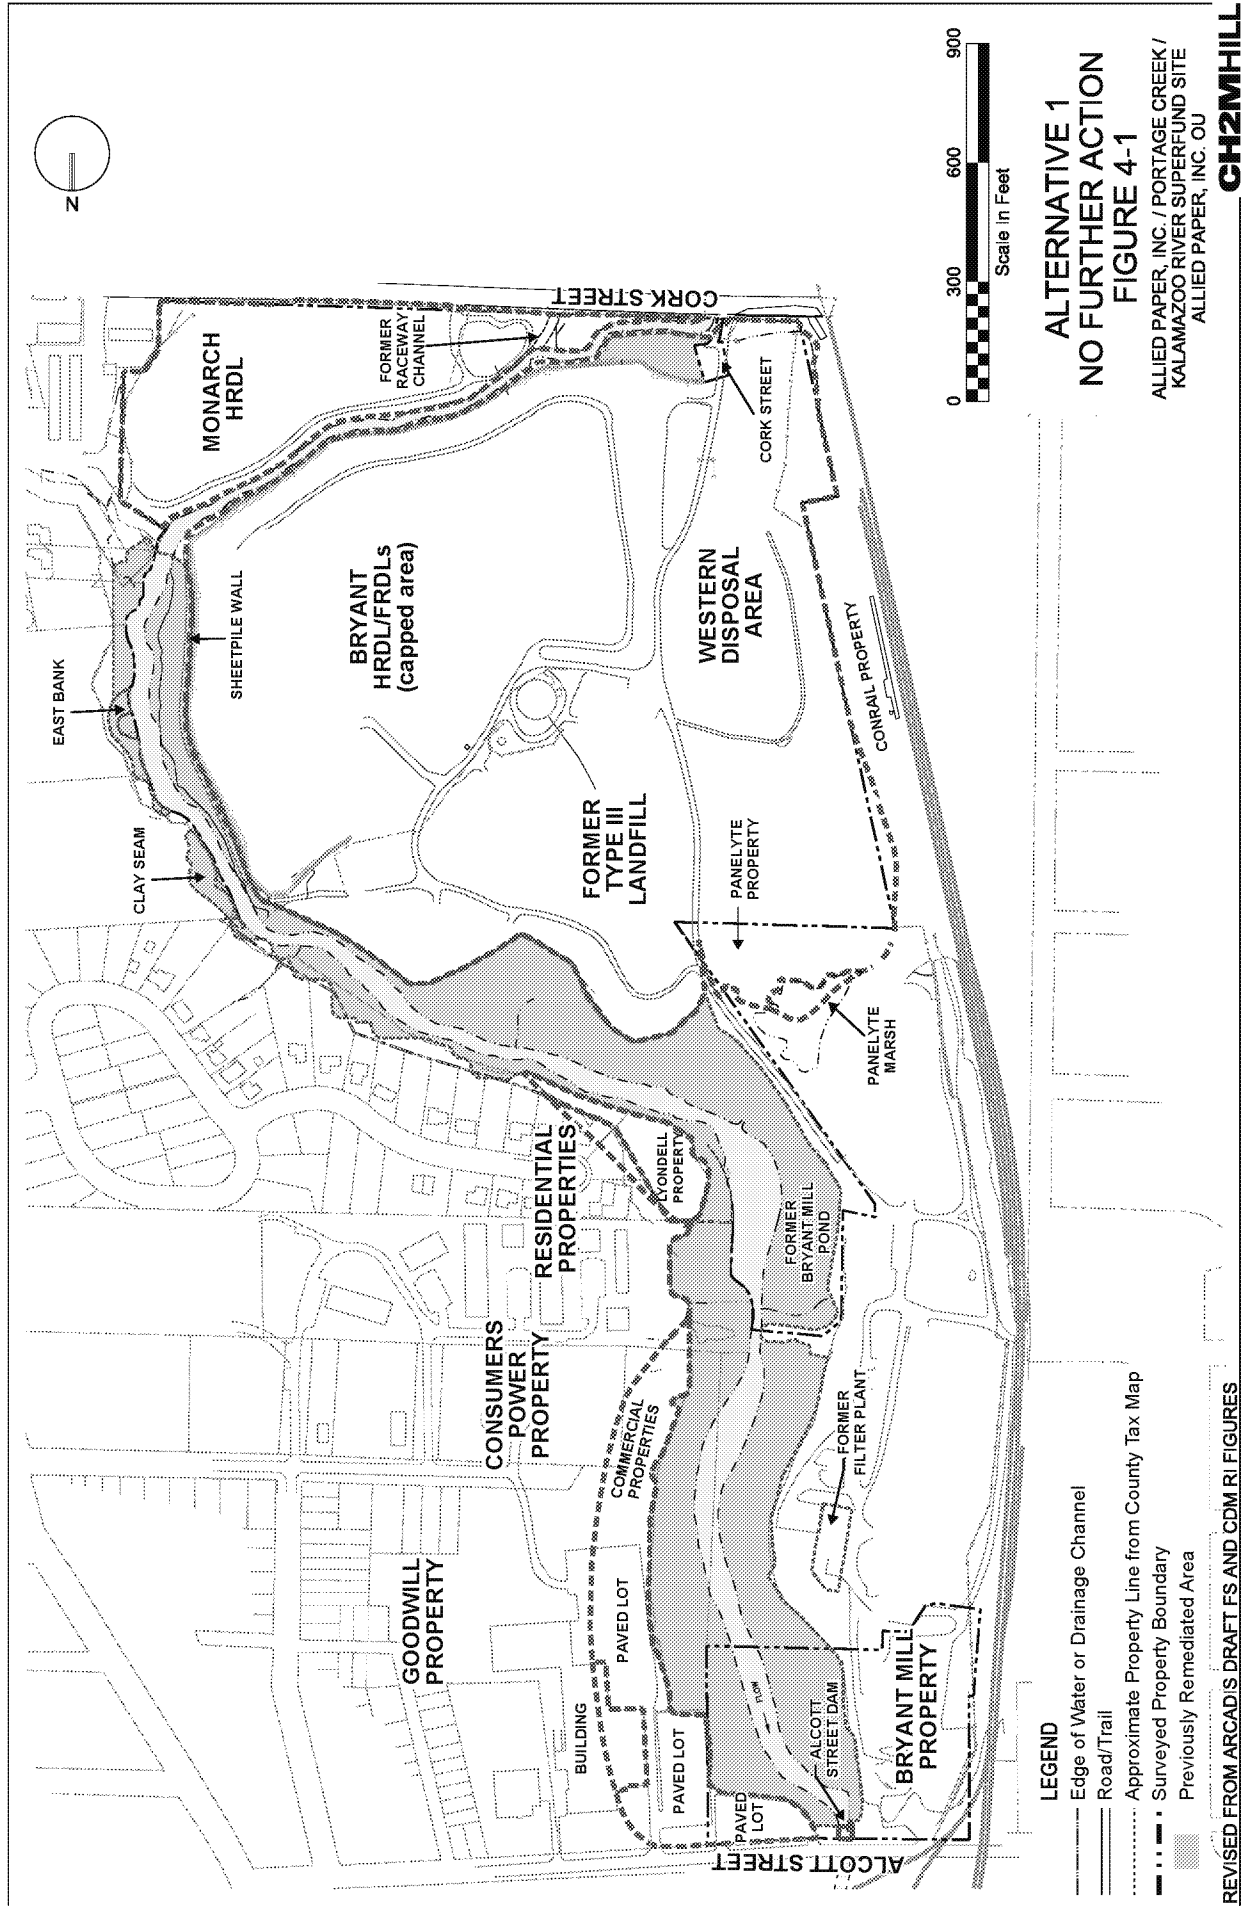 N
MONARCH
HRDL
FORMER
RACEWAY
CHANNEL
CORK STREET
CORK STREET
EAST BANK
SHEETPILE WALL
BRYANT
HRDL/FRDLs
(capped area)
WESTERN
DISPOSAL
AREA
CONRAIL PROPERTY
CLAY SEAM
FORMER
TYPE III
LANDFILL
PANELYTE
PROPERTY
PANELYTE
MARSH
RESIDENTIAL
PROPERTIES
LYONDELL
PROPERTY
FORMER
BRYANT MILL
POND
CONSUMERS
POWER
PROPERTY
COMMERCIAL
PROPERTIES
FORMER
FILTER PLANT
GOODWILL
PROPERTY
BUILDING
PAVED LOT
PAVED LOT
PAVED
LOT
FLOW
ALCOTT
STREET DAM
BRYANT MILL
PROPERTY
ALCOTT STREET
LEGEND
Edge of Water or Drainage Channel
Road/Trail
Approximate Property Line from County Tax Map
Surveyed Property Boundary
Previously Remediated Area
REVISED FROM ARCADIS DRAFT FS AND CDM RI FIGURES
0 300 600 900
Scale In Feet
ALTERNATIVE 1
NO FURTHER ACTION
FIGURE 4-1
ALLIED PAPER, INC. / PORTAGE CREEK /
KALAMAZOO RIVER SUPERFUND SITE
ALLIED PAPER, INC. OU
CH2MHILL